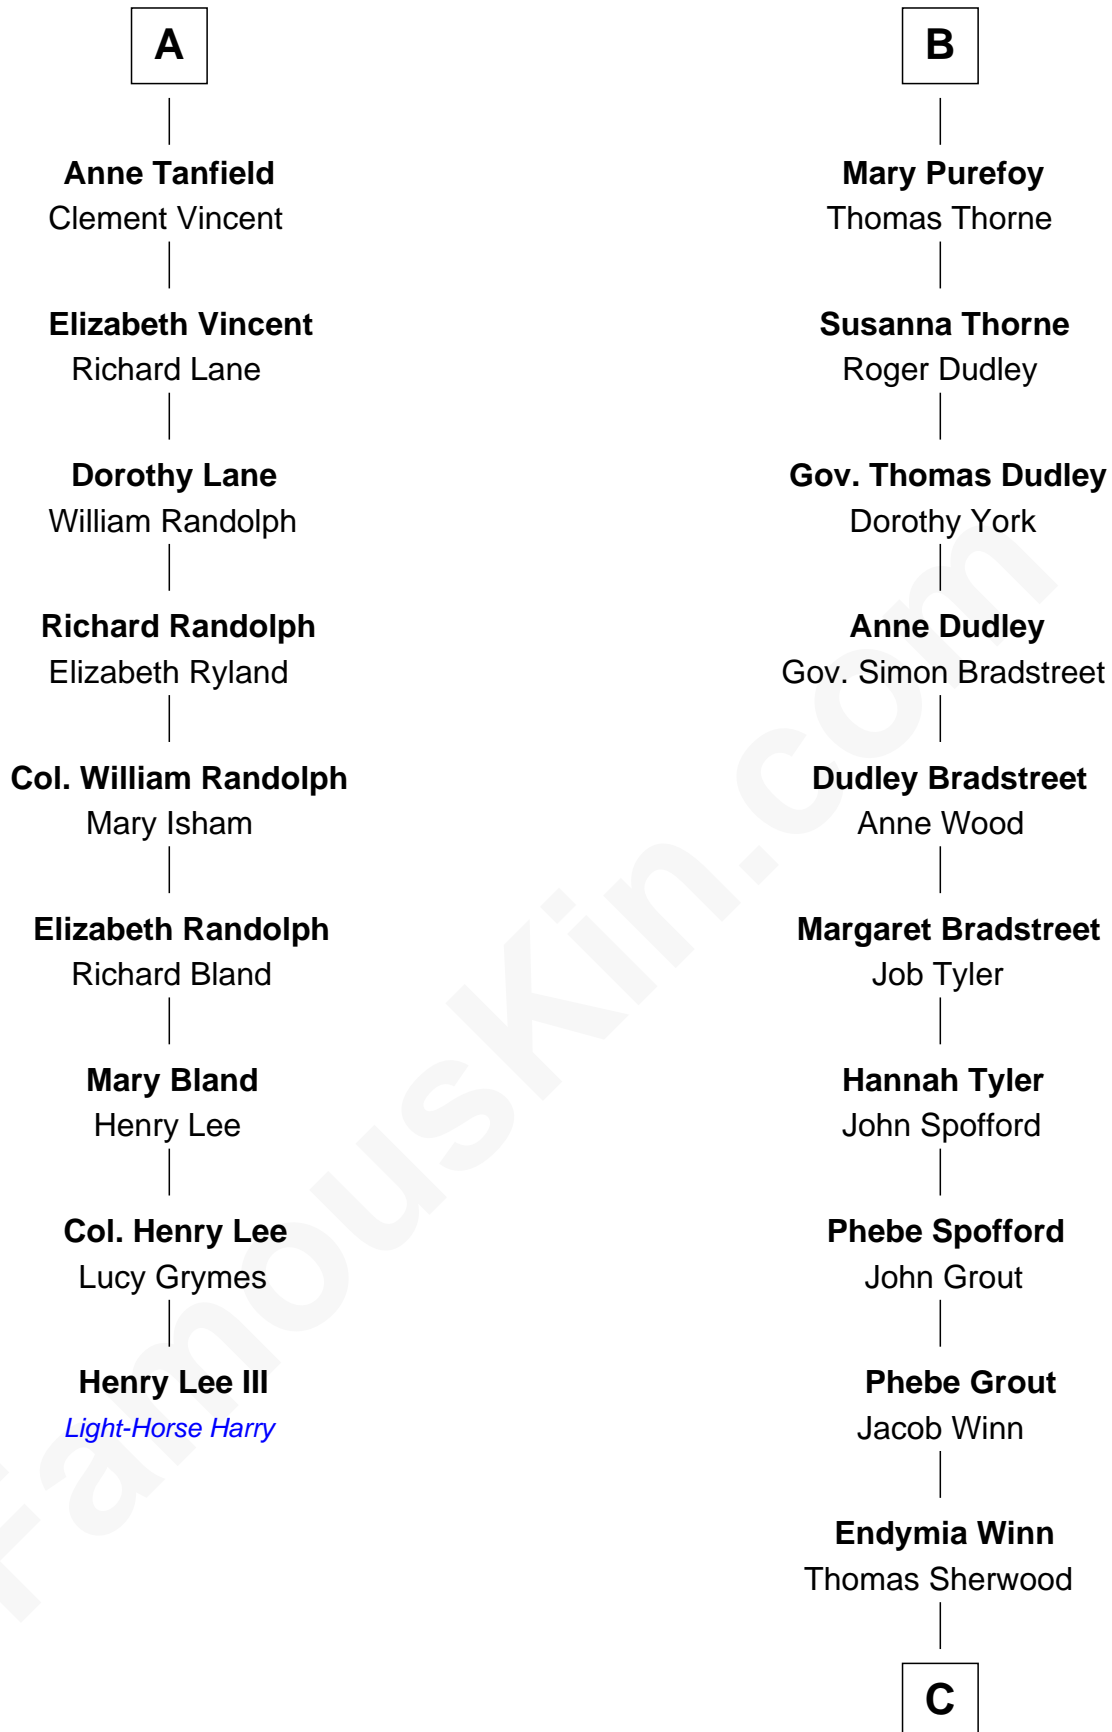 A
Anne Tanfield
Clement Vincent
Elizabeth Vincent
Richard Lane
Dorothy Lane
William Randolph
Richard Randolph
Elizabeth Ryland
Col. William Randolph
Mary Isham
Elizabeth Randolph
Richard Bland
Mary Bland
Henry Lee
Col. Henry Lee
Lucy Grymes
Henry Lee III
Light-Horse Harry
B
Mary Purefoy
Thomas Thorne
Susanna Thorne
Roger Dudley
Gov. Thomas Dudley
Dorothy York
Anne Dudley
Gov. Simon Bradstreet
Dudley Bradstreet
Anne Wood
Margaret Bradstreet
Job Tyler
Hannah Tyler
John Spofford
Phebe Spofford
John Grout
Phebe Grout
Jacob Winn
Endymia Winn
Thomas Sherwood
C
FamousKin.com